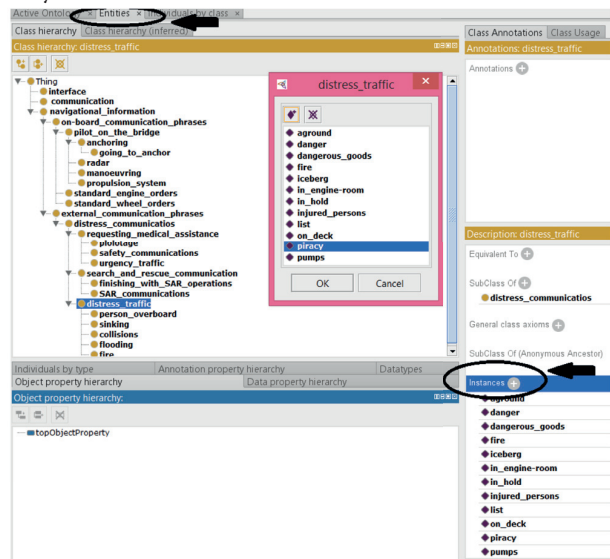 Active Ontology × Entities × Individuals by class ×
Class hierarchy Class hierarchy (inferred)
Class hierarchy: distress_traffic
Thing
interface
communication
navigational_information
on-board_communication_phrases
pilot_on_the_bridge
anchoring
going_to_anchor
radar
manoeuvring
propulsion_system
standard_engine_orders
standard_wheel_orders
external_communication_phrases
distress_communicatios
requesting_medical_assistance
pilotage
safety_communications
urgency_traffic
search_and_rescue_communication
finishing_with_SAR_operations
SAR_communications
distress_traffic
person_overboard
sinking
collisions
flooding
fire
distress_traffic ×
aground
danger
dangerous_goods
fire
iceberg
in_engine-room
in_hold
injured_persons
list
on_deck
piracy
pumps
OK Cancel
Individuals by type Annotation property hierarchy Datatypes
Object property hierarchy Data property hierarchy
Object property hierarchy:
topObjectProperty
Class Annotations Class Usage
Annotations: distress_traffic
Annotations
Description: distress_traffic
Equivalent To
SubClass Of
distress_communicatios
General class axioms
SubClass Of (Anonymous Ancestor)
Instances
aground
danger
dangerous_goods
fire
iceberg
in_engine-room
in_hold
injured_persons
list
on_deck
piracy
pumps